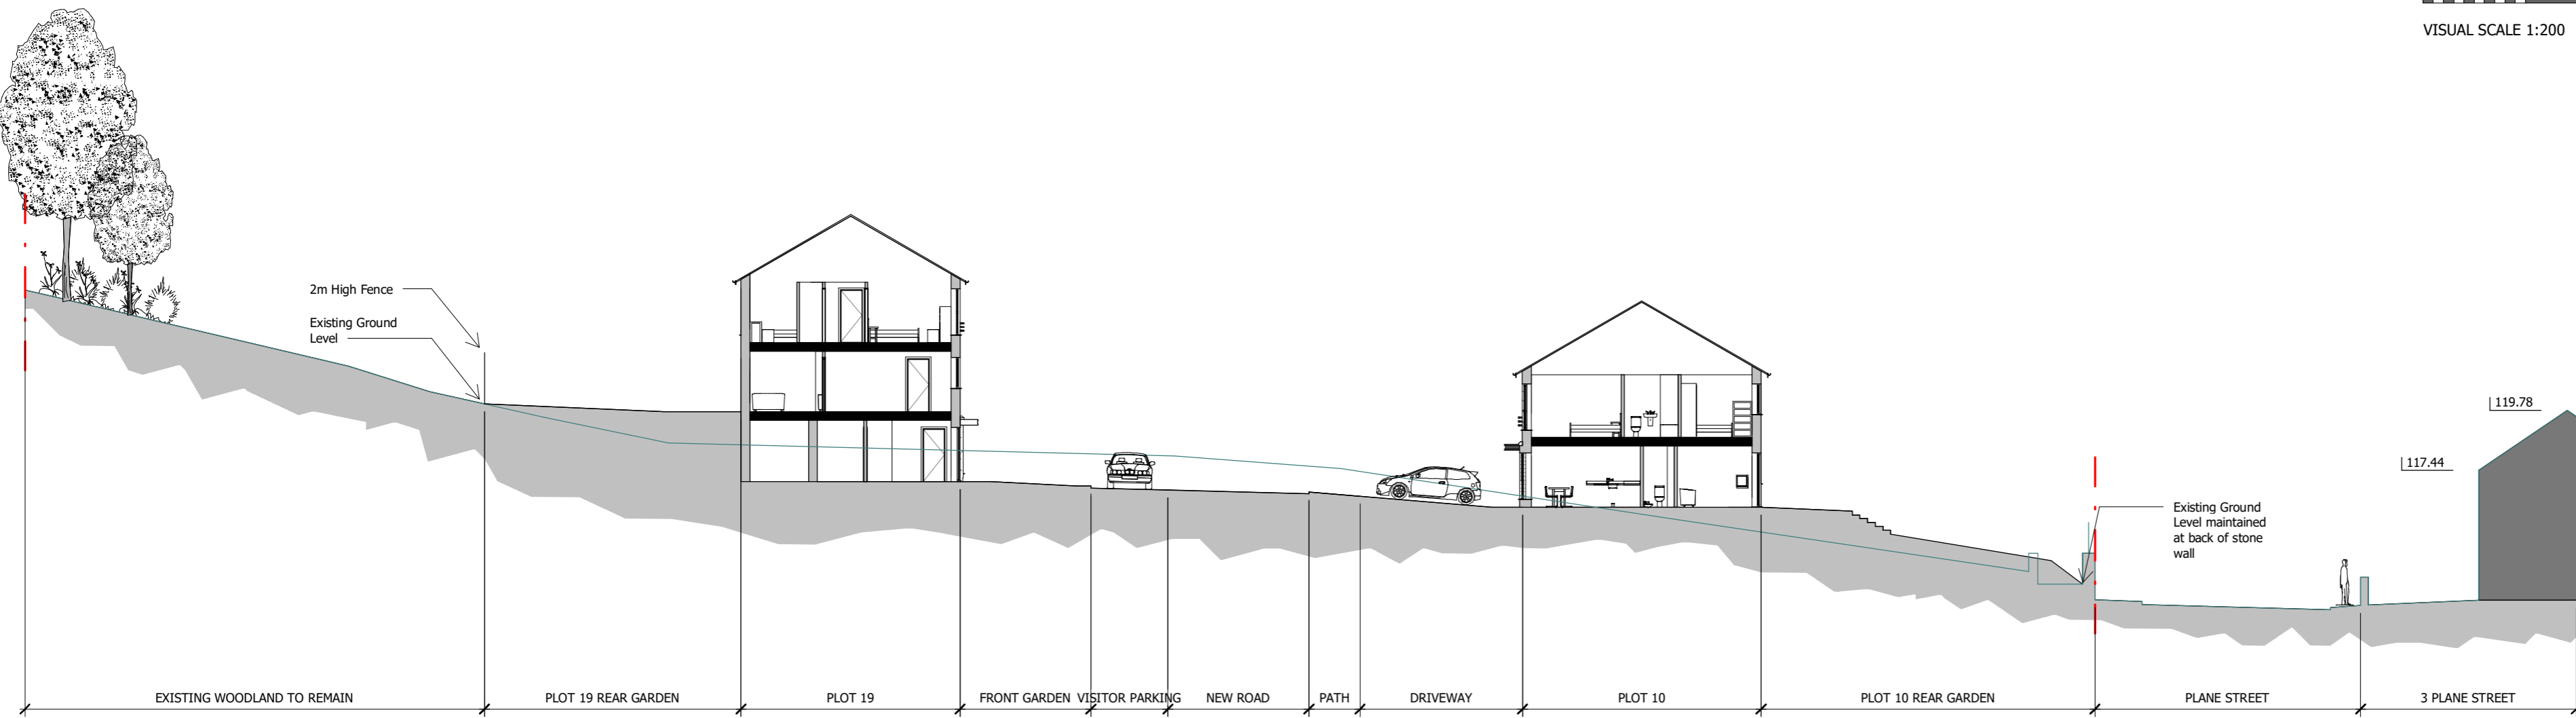 VISUAL SCALE 1:200
2m High Fence
Existing Ground
Level
119.78
117.44
Existing Ground
Level maintained
at back of stone
wall
EXISTING WOODLAND TO REMAIN
PLOT 19 REAR GARDEN
PLOT 19
FRONT GARDEN
VISITOR PARKING
NEW ROAD
PATH
DRIVEWAY
PLOT 10
PLOT 10 REAR GARDEN
PLANE STREET
3 PLANE STREET